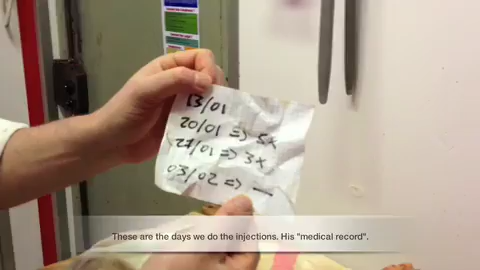 13/01
20/01 => 5x
27/01 => 3x
03/02 => —
These are the days we do the injections. His "medical record".